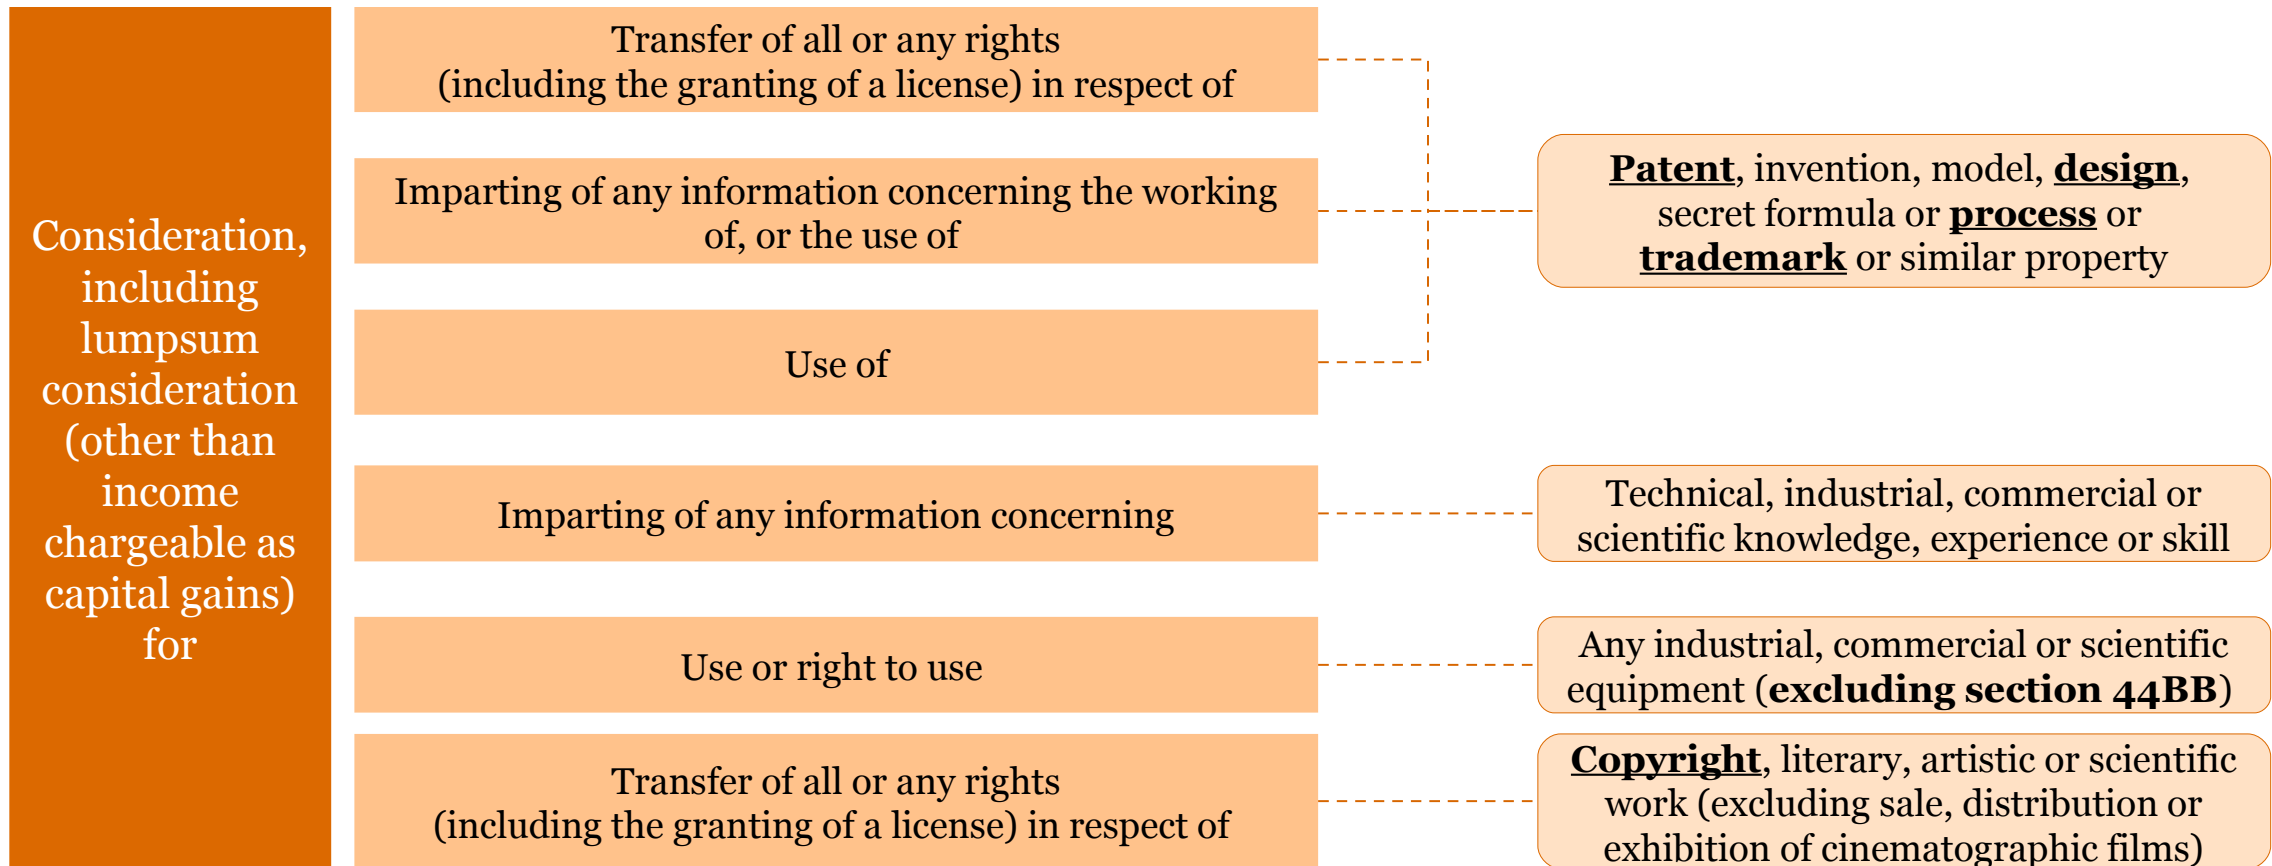 Consideration,
including
lumpsum
consideration
(other than
income
chargeable as
capital gains)
for
Transfer of all or any rights
(including the granting of a license) in respect of
Imparting of any information concerning the working
of, or the use of
Use of
Patent, invention, model, design,
secret formula or process or
trademark or similar property
Imparting of any information concerning
Technical, industrial, commercial or
scientific knowledge, experience or skill
Use or right to use
Any industrial, commercial or scientific
equipment (excluding section 44BB)
Transfer of all or any rights
(including the granting of a license) in respect of
Copyright, literary, artistic or scientific
work (excluding sale, distribution or
exhibition of cinematographic films)